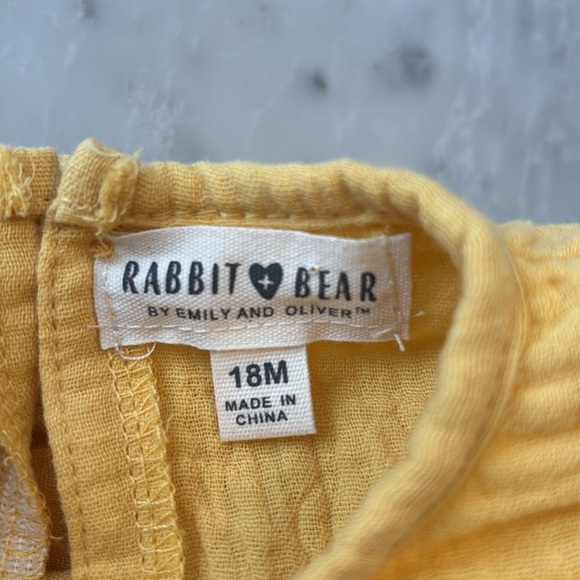 RABBIT BEAR
BY EMILY AND OLIVER™
18M
MADE IN
CHINA